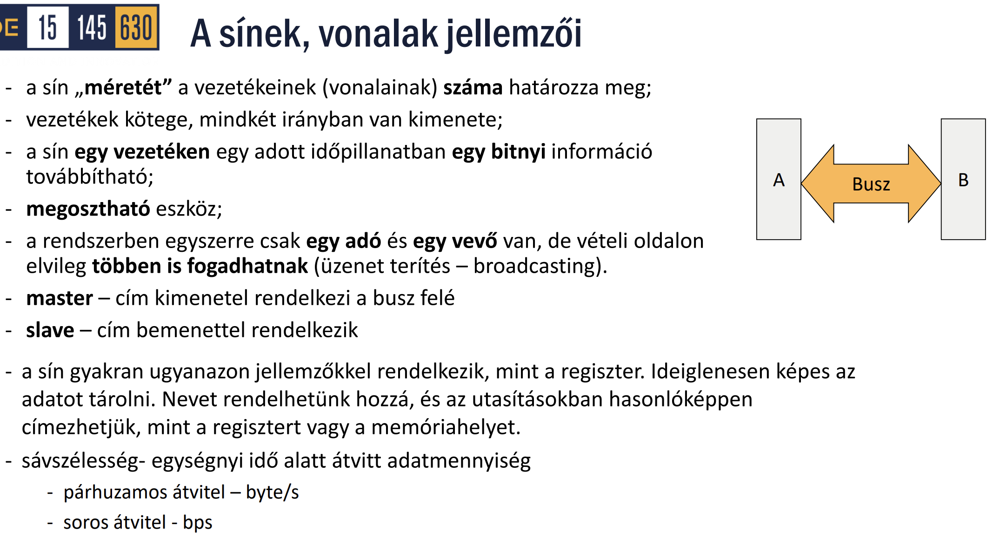 15 145 630
A sínek, vonalak jellemzői
- a sín „méretét” a vezetékeinek (vonalainak) száma határozza meg;
- vezetékek kötege, mindkét irányban van kimenete;
- a sín egy vezetéken egy adott időpillanatban egy bitnyi információ
továbbítható;
- megosztható eszköz;
- a rendszerben egyszerre csak egy adó és egy vevő van, de vételi oldalon
elvileg többen is fogadhatnak (üzenet terítés – broadcasting).
- master – cím kimenetel rendelkezi a busz felé
- slave – cím bemenettel rendelkezik
A
Busz
B
- a sín gyakran ugyanazon jellemzőkkel rendelkezik, mint a regiszter. Ideiglenesen képes az
adatot tárolni. Nevet rendelhetünk hozzá, és az utasításokban hasonlóképpen
címezhetjük, mint a regisztert vagy a memóriahelyet.
- sávszélesség- egységnyi idő alatt átvitt adatmennyiség
- párhuzamos átvitel – byte/s
- soros átvitel - bps